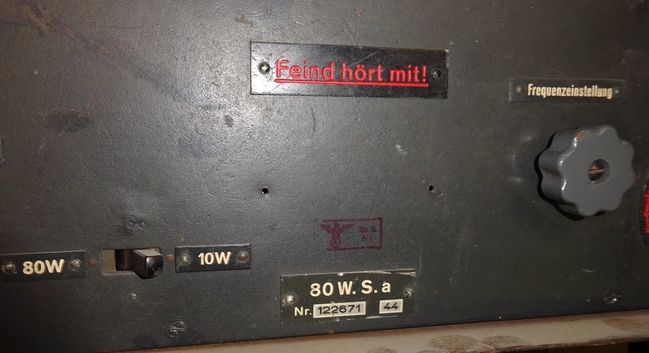 Feind hört mit!
Frequenzeinstellung
80W
10W
80 W. S. a
Nr. 122671 44